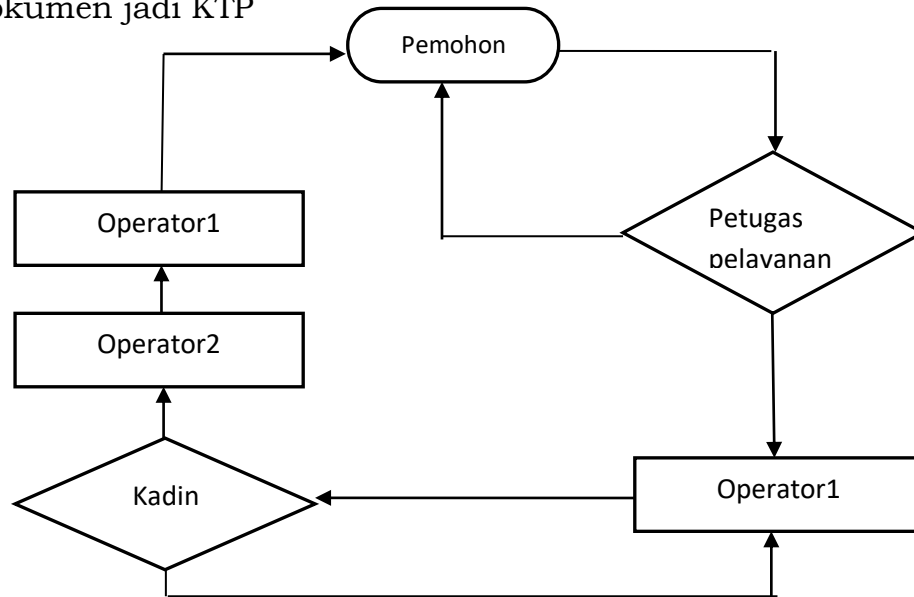 okumen jadi KTP
Pemohon
Operator1
Petugas
pelayanan
Operator2
Kadin
Operator1